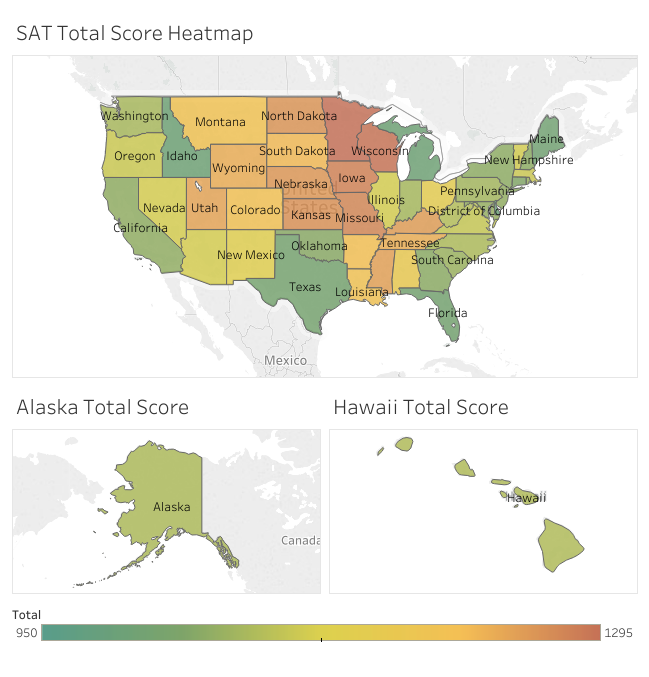 SAT Total Score Heatmap
Washington
Montana
North Dakota
Maine
Oregon
Idaho
South Dakota
Wisconsin
New Hampshire
Wyoming
Iowa
Nebraska
Pennsylvania
United
States
Nevada
Utah
Colorado
Kansas
Missouri
Illinois
District of Columbia
California
Oklahoma
Tennessee
New Mexico
South Carolina
Texas
Louisiana
Florida
Mexico
Alaska Total Score
Hawaii Total Score
Alaska
Canada
Hawaii
Total
950
1295